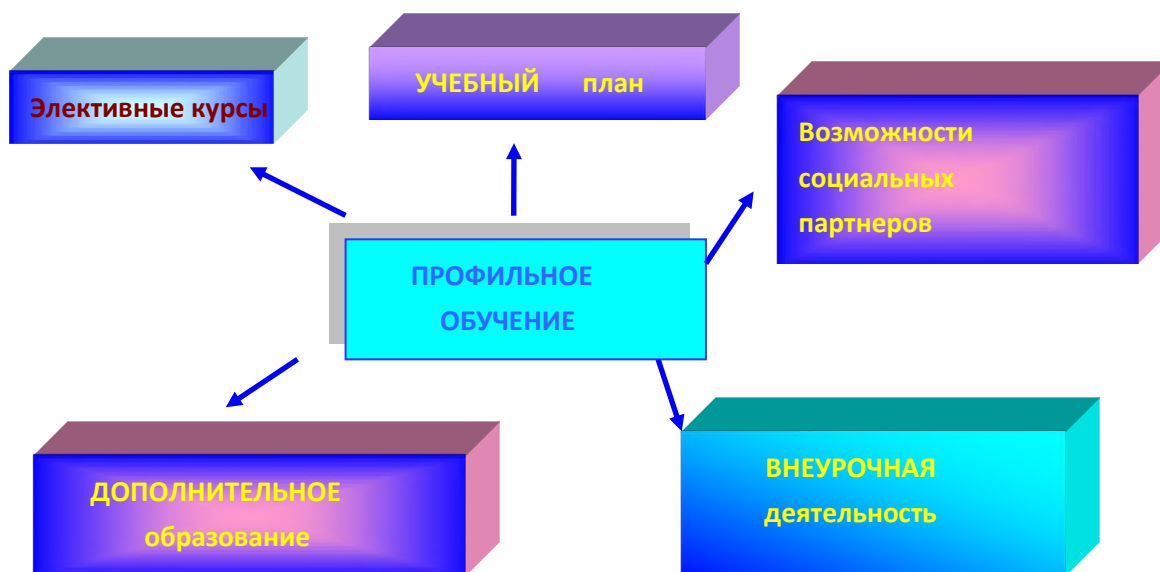 Элективные курсы
УЧЕБНЫЙ план
Возможности
социальных
партнеров
ПРОФИЛЬНОЕ
ОБУЧЕНИЕ
ДОПОЛНИТЕЛЬНОЕ
образование
ВНЕУРОЧНАЯ
деятельность